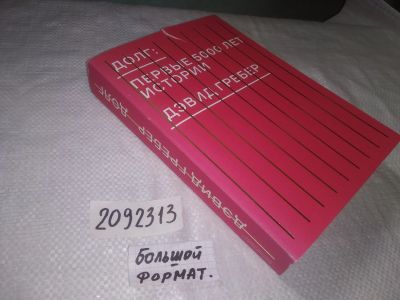 ДОЛГ:
ПЕРВЫЕ 5000 ЛЕТ
ИСТОРИИ
ДЭВИД ГРЕБЕР
ДЭВИД ГРЕБЕР ДОЛГ
2092313
БОЛЬШОЙ
ФОРМАТ.